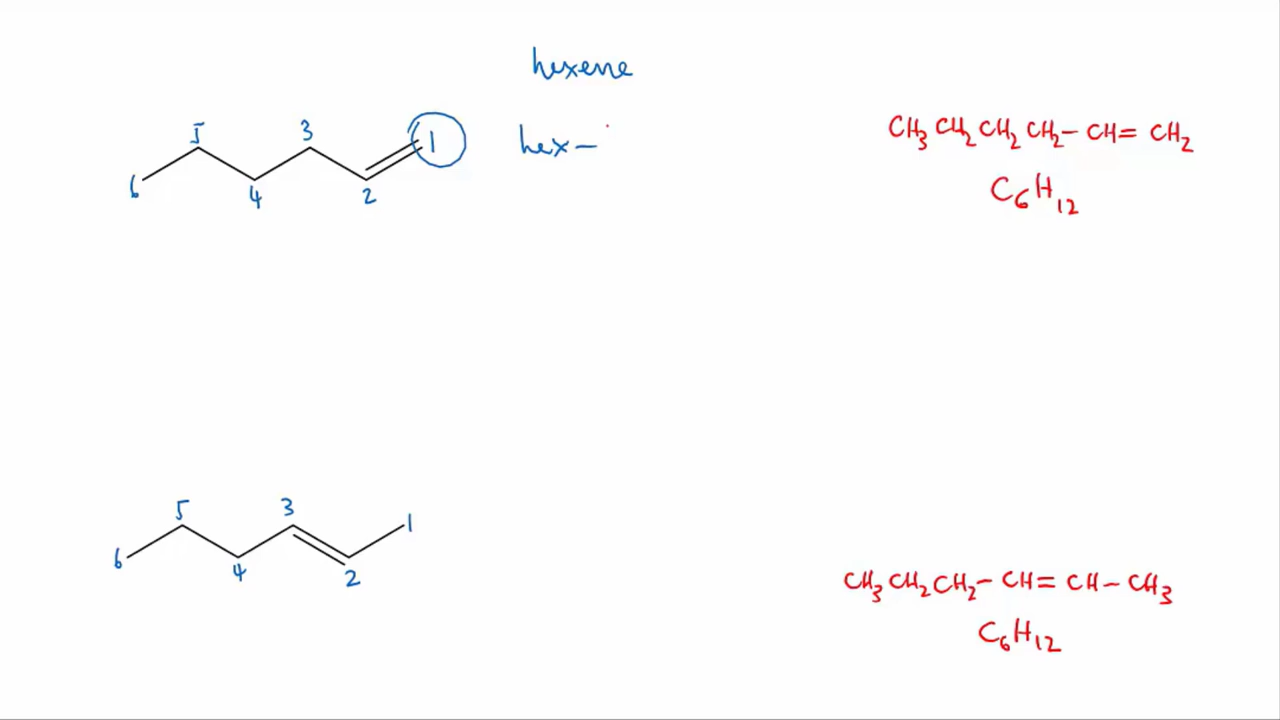 hexene
hex-
5 3 1
6 4 2
CH₃CH₂CH₂CH₂-CH=CH₂
C₆H₁₂
5 3 1
6 4 2
CH₃CH₂CH₂-CH=CH-CH₃
C₆H₁₂